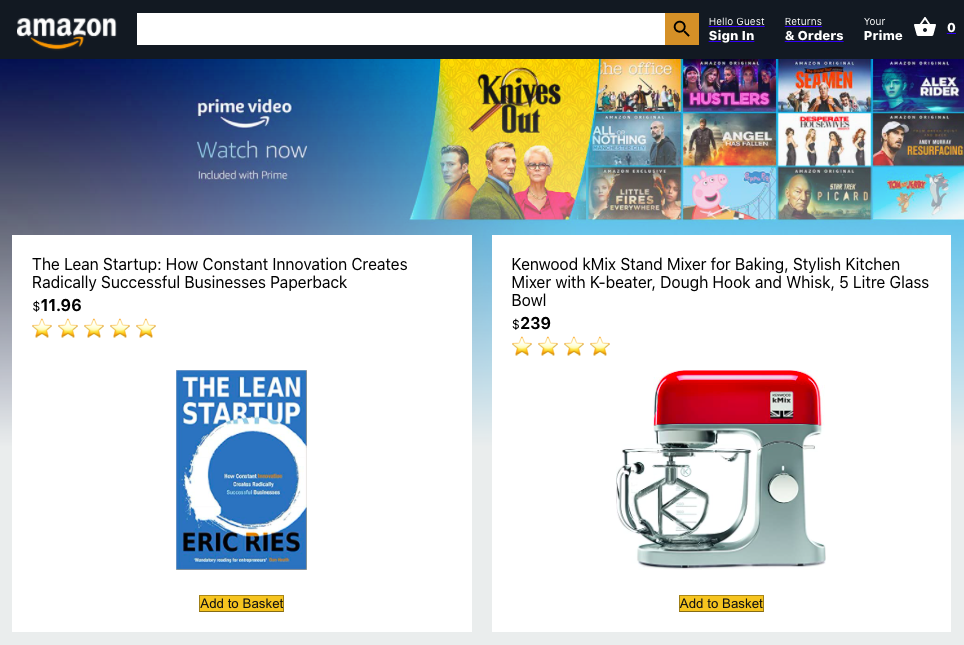 amazon
Hello Guest
Sign In
Returns
& Orders
Your
Prime
0
prime video
Watch now
Included with Prime
Knives
Out
the office
AMAZON ORIGINAL
HUSTLERS
AMAZON ORIGINAL
SEAMEN
AMAZON ORIGINAL
ALEX
RIDER
AMAZON ORIGINAL
ALL OR
NOTHING
ANGEL
HAS FALLEN
DESPERATE
HOUSEWIVES
AMAZON ORIGINAL
ANDY MURRAY
RESURFACING
AMAZON EXCLUSIVE
LITTLE
FIRES
EVERYWHERE
Peppa Pig
AMAZON ORIGINAL
STAR TREK
PICARD
TOM AND JERRY
The Lean Startup: How Constant Innovation Creates
Radically Successful Businesses Paperback
$11.96
Kenwood kMix Stand Mixer for Baking, Stylish Kitchen
Mixer with K-beater, Dough Hook and Whisk, 5 Litre Glass
Bowl
$239
THE LEAN
STARTUP
How Constant Innovation
Creates Radically
Successful Businesses
ERIC RIES
'Mandatory reading for entrepreneurs'
KENWOOD
kMix
Add to Basket
Add to Basket